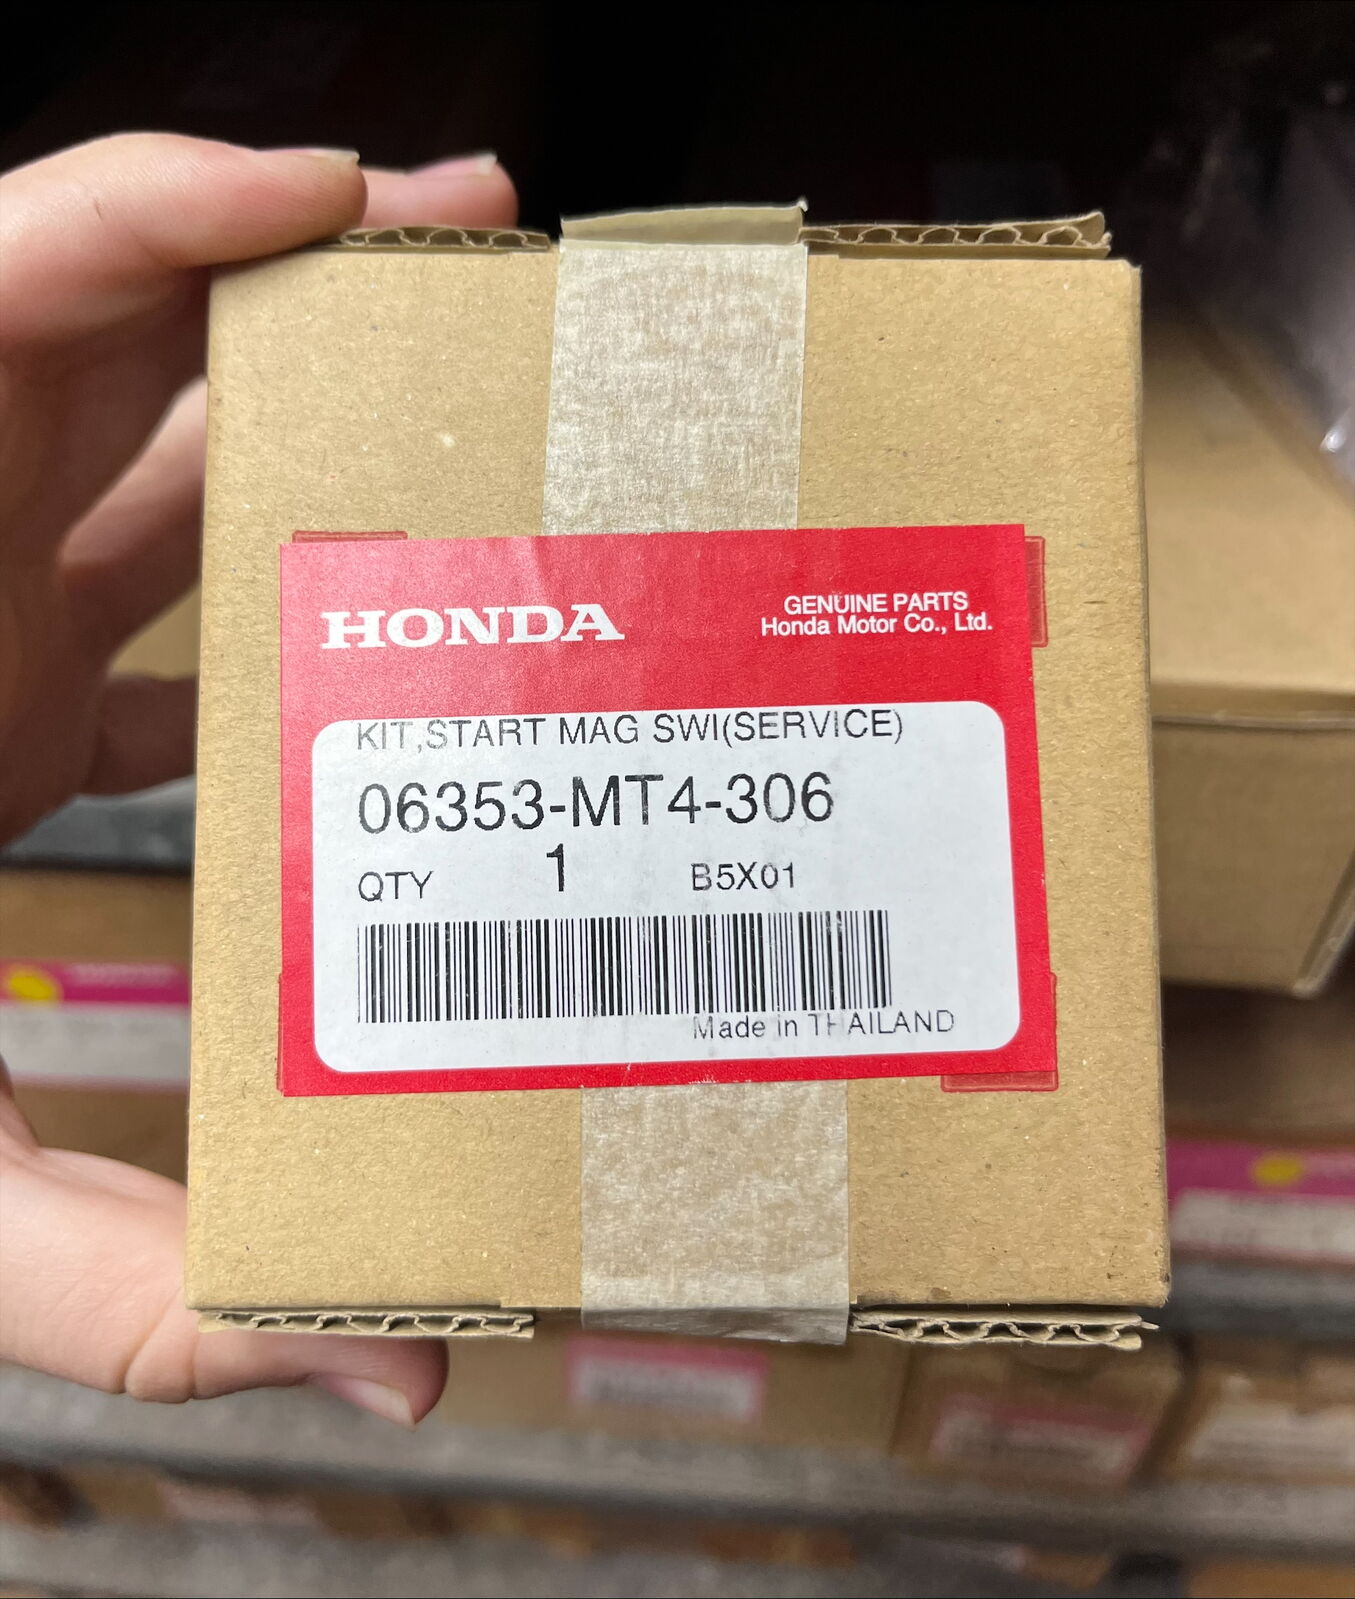 HONDA
GENUINE PARTS
Honda Motor Co., Ltd.
KIT,START MAG SWI(SERVICE)
06353-MT4-306
QTY 1 B5X01
Made in THAILAND